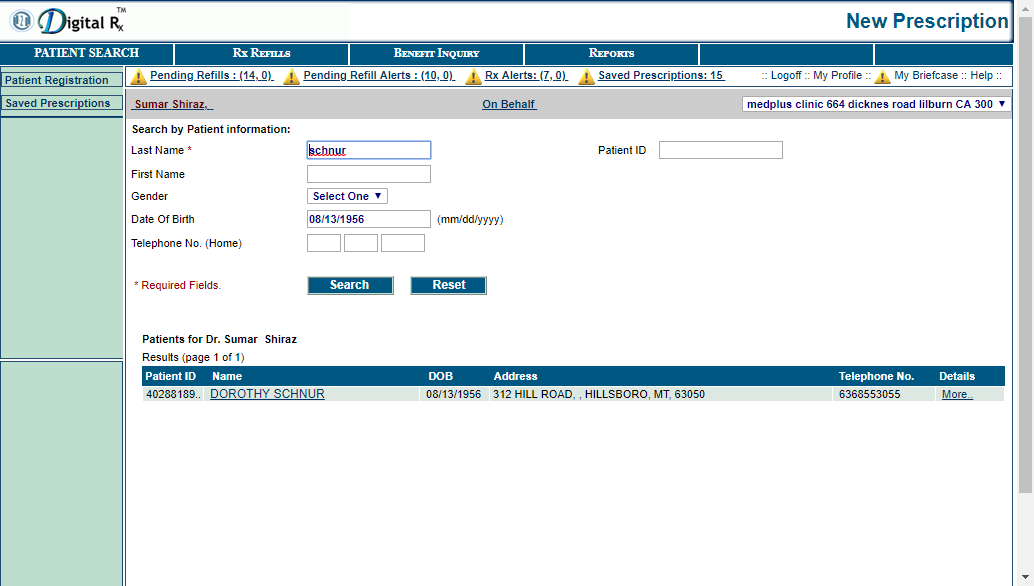 Digital Rx TM
New Prescription
PATIENT SEARCH
Rx Refills
Benefit Inquiry
Reports
Patient Registration
Saved Prescriptions
Pending Refills : (14, 0)
Pending Refill Alerts : (10, 0)
Rx Alerts: (7, 0)
Saved Prescriptions: 15
:: Logoff :: My Profile :: My Briefcase :: Help ::
Sumar Shiraz,
On Behalf
medplus clinic 664 dicknes road lilburn CA 300
Search by Patient information:
Last Name * schnur
Patient ID
First Name
Gender Select One
Date Of Birth 08/13/1956 (mm/dd/yyyy)
Telephone No. (Home)
* Required Fields.
Search
Reset
Patients for Dr. Sumar Shiraz
Results (page 1 of 1)
Patient ID Name DOB Address Telephone No. Details
40288189.. DOROTHY SCHNUR 08/13/1956 312 HILL ROAD, , HILLSBORO, MT, 63050 6368553055 More..